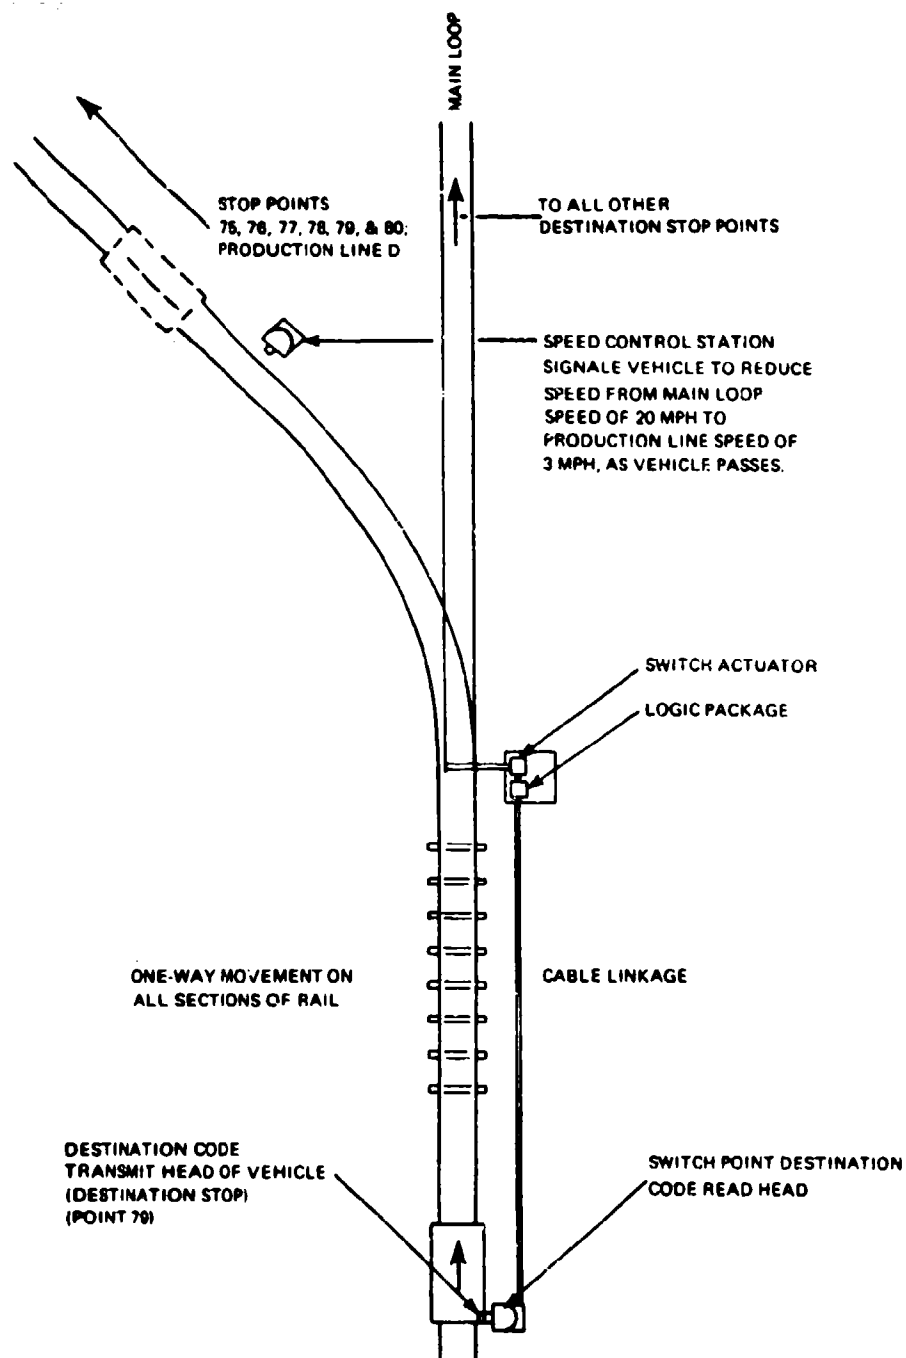 MAIN LOOP
STOP POINTS
75, 76, 77, 78, 79, & 80;
PRODUCTION LINE D
TO ALL OTHER
DESTINATION STOP POINTS
SPEED CONTROL STATION
SIGNALE VEHICLE TO REDUCE
SPEED FROM MAIN LOOP
SPEED OF 20 MPH TO
PRODUCTION LINE SPEED OF
3 MPH, AS VEHICLE PASSES.
SWITCH ACTUATOR
LOGIC PACKAGE
ONE-WAY MOVEMENT ON
ALL SECTIONS OF RAIL
CABLE LINKAGE
DESTINATION CODE
TRANSMIT HEAD OF VEHICLE
(DESTINATION STOP)
(POINT 79)
SWITCH POINT DESTINATION
CODE READ HEAD